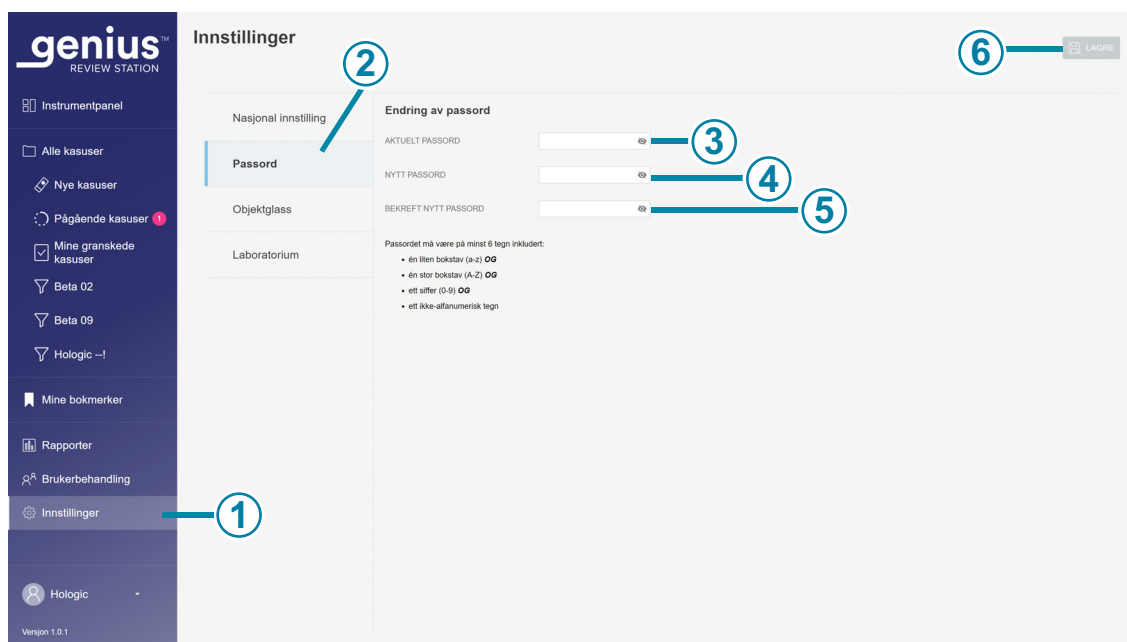 genius™
REVIEW STATION
Instrumentpanel
Alle kasuser
Nye kasuser
Pågående kasuser 1
Mine granskede
kasuser
Beta 02
Beta 09
Hologic --!
Mine bokmerker
Rapporter
Brukerbehandling
Innstillinger
Hologic
Versjon 1.0.1
Innstillinger
LAGRE
Nasjonal innstilling
Passord
Objektglass
Laboratorium
Endring av passord
AKTUELT PASSORD
NYTT PASSORD
BEKREFT NYTT PASSORD
Passordet må være på minst 6 tegn inkludert:
• én liten bokstav (a-z) OG
• én stor bokstav (A-Z) OG
• ett siffer (0-9) OG
• ett ikke-alfanumerisk tegn
1
2
3
4
5
6